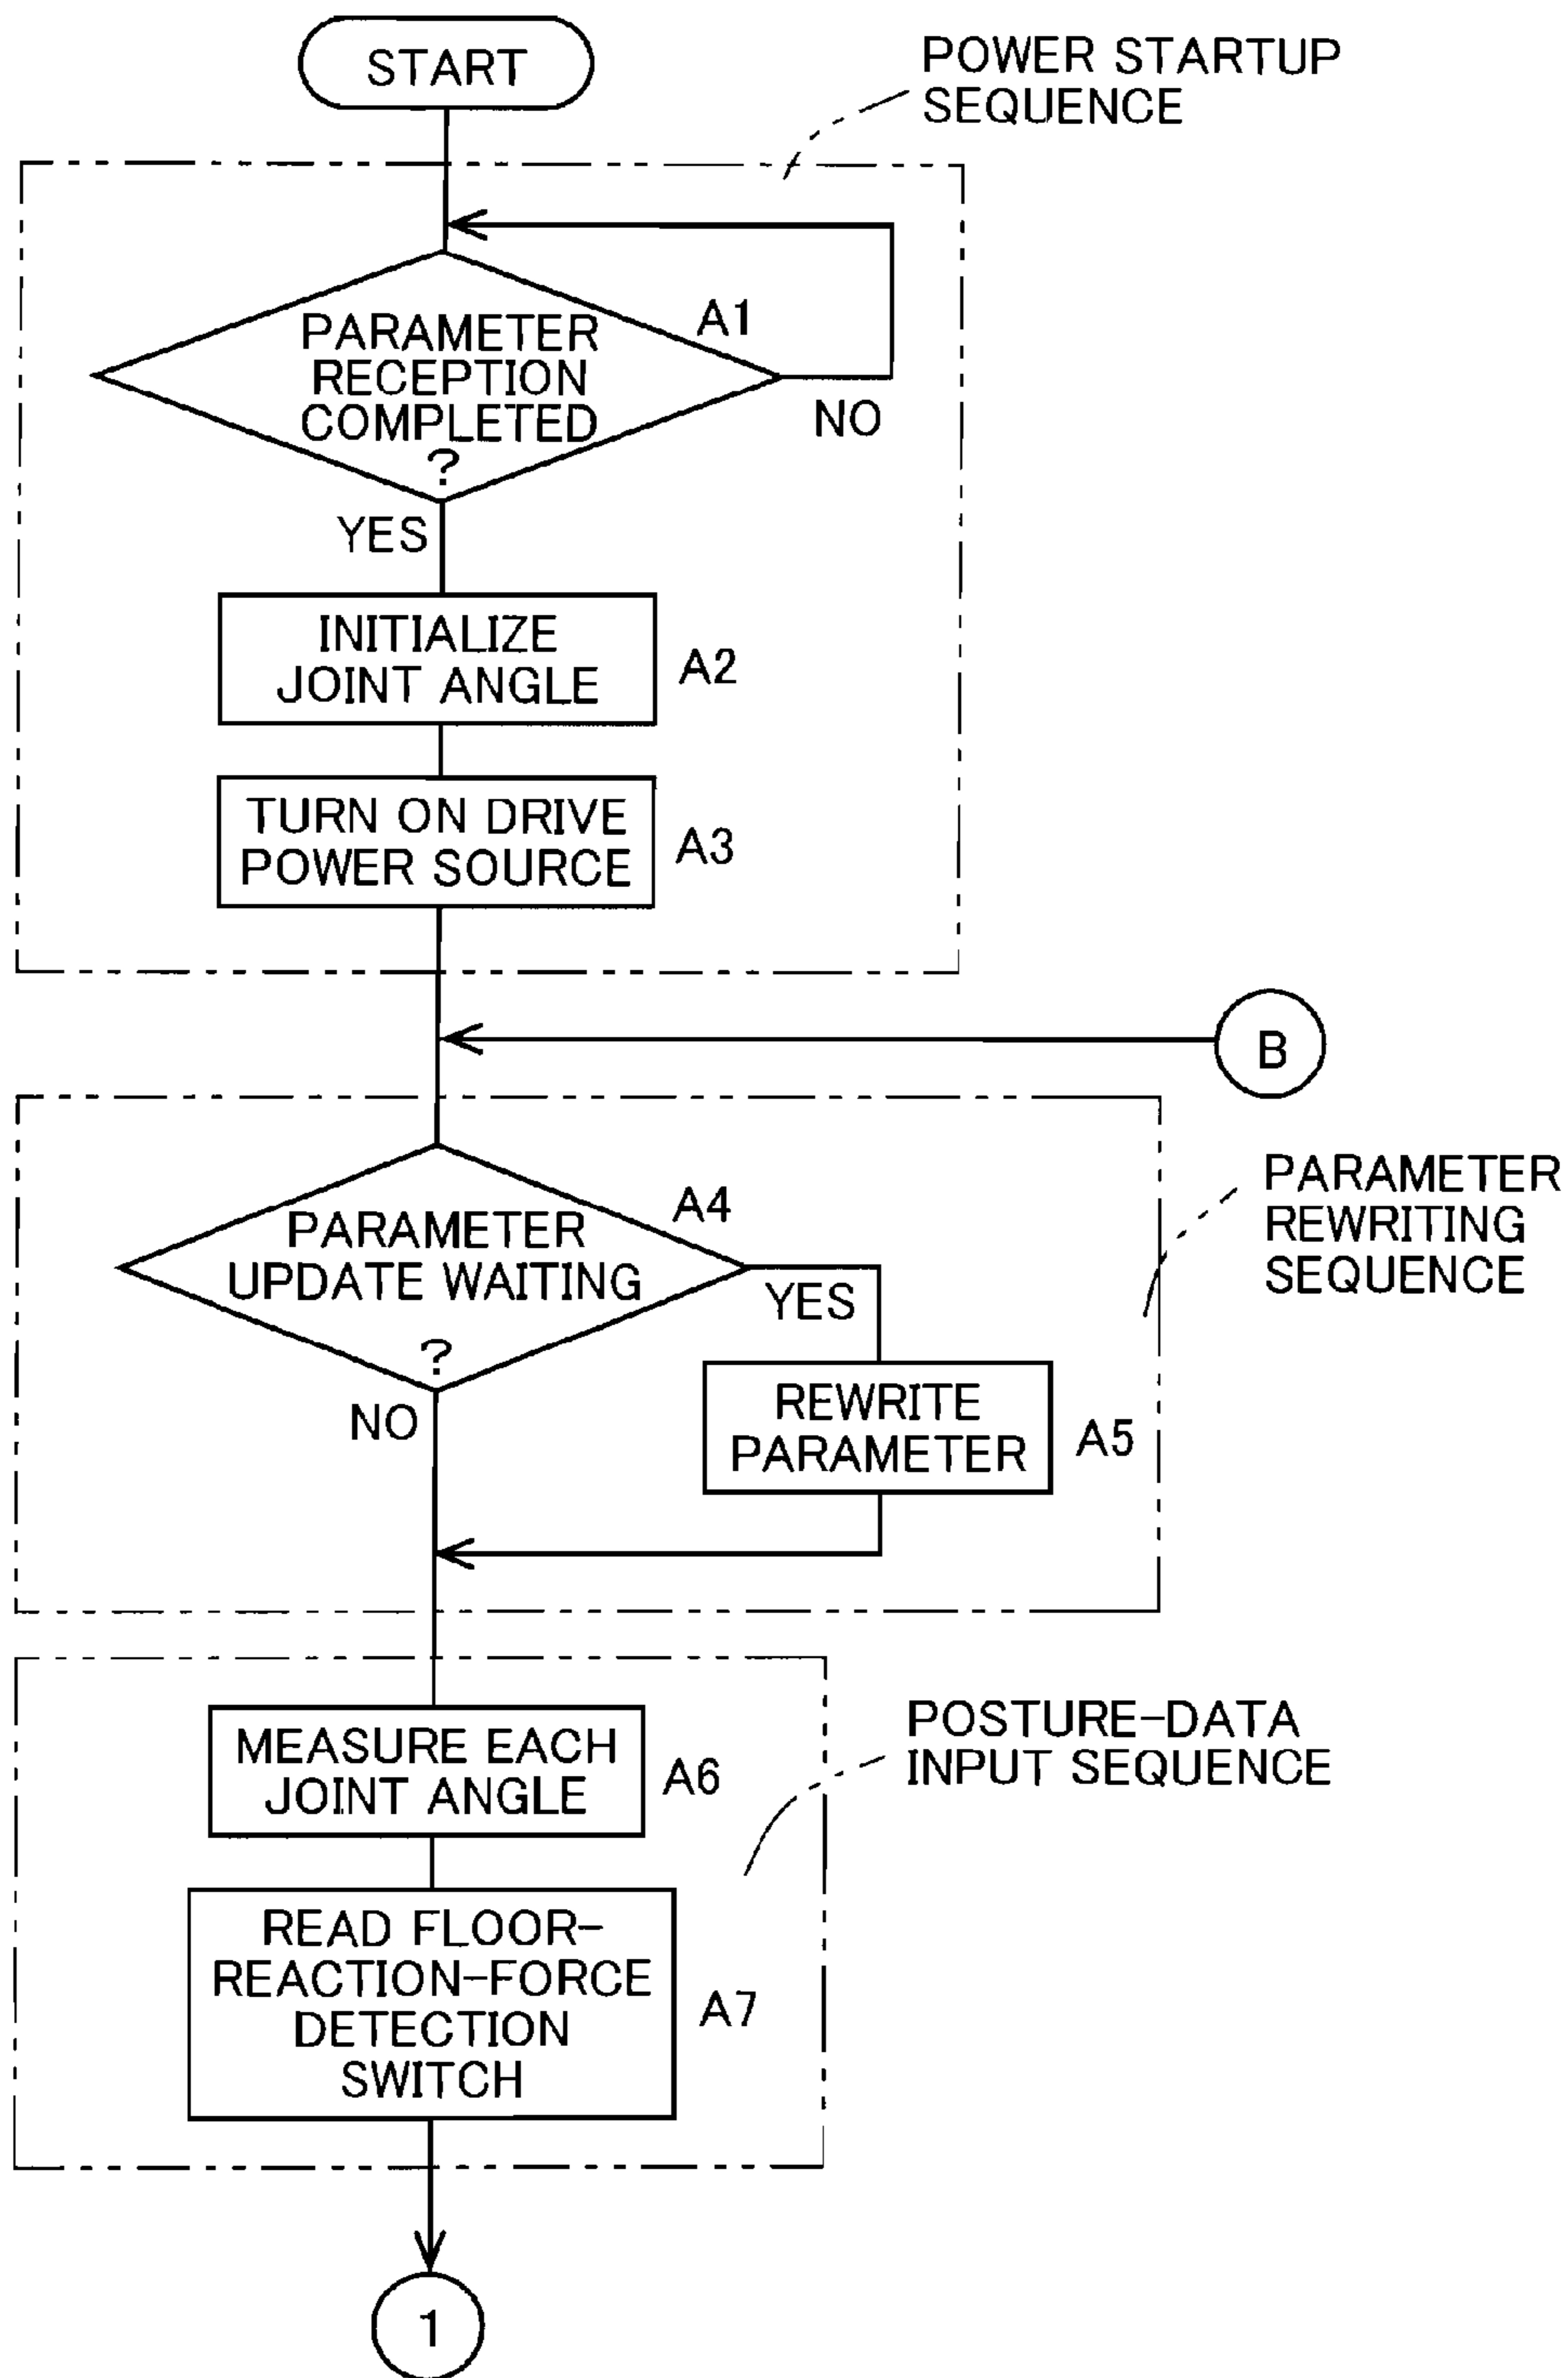 START
POWER STARTUP
SEQUENCE
PARAMETER
RECEPTION
COMPLETED
?
A1
NO
YES
INITIALIZE
JOINT ANGLE
A2
TURN ON DRIVE
POWER SOURCE
A3
B
PARAMETER
UPDATE WAITING
?
A4
YES
NO
PARAMETER
REWRITING
SEQUENCE
REWRITE
PARAMETER
A5
MEASURE EACH
JOINT ANGLE
A6
POSTURE-DATA
INPUT SEQUENCE
READ FLOOR-
REACTION-FORCE
DETECTION
SWITCH
A7
1